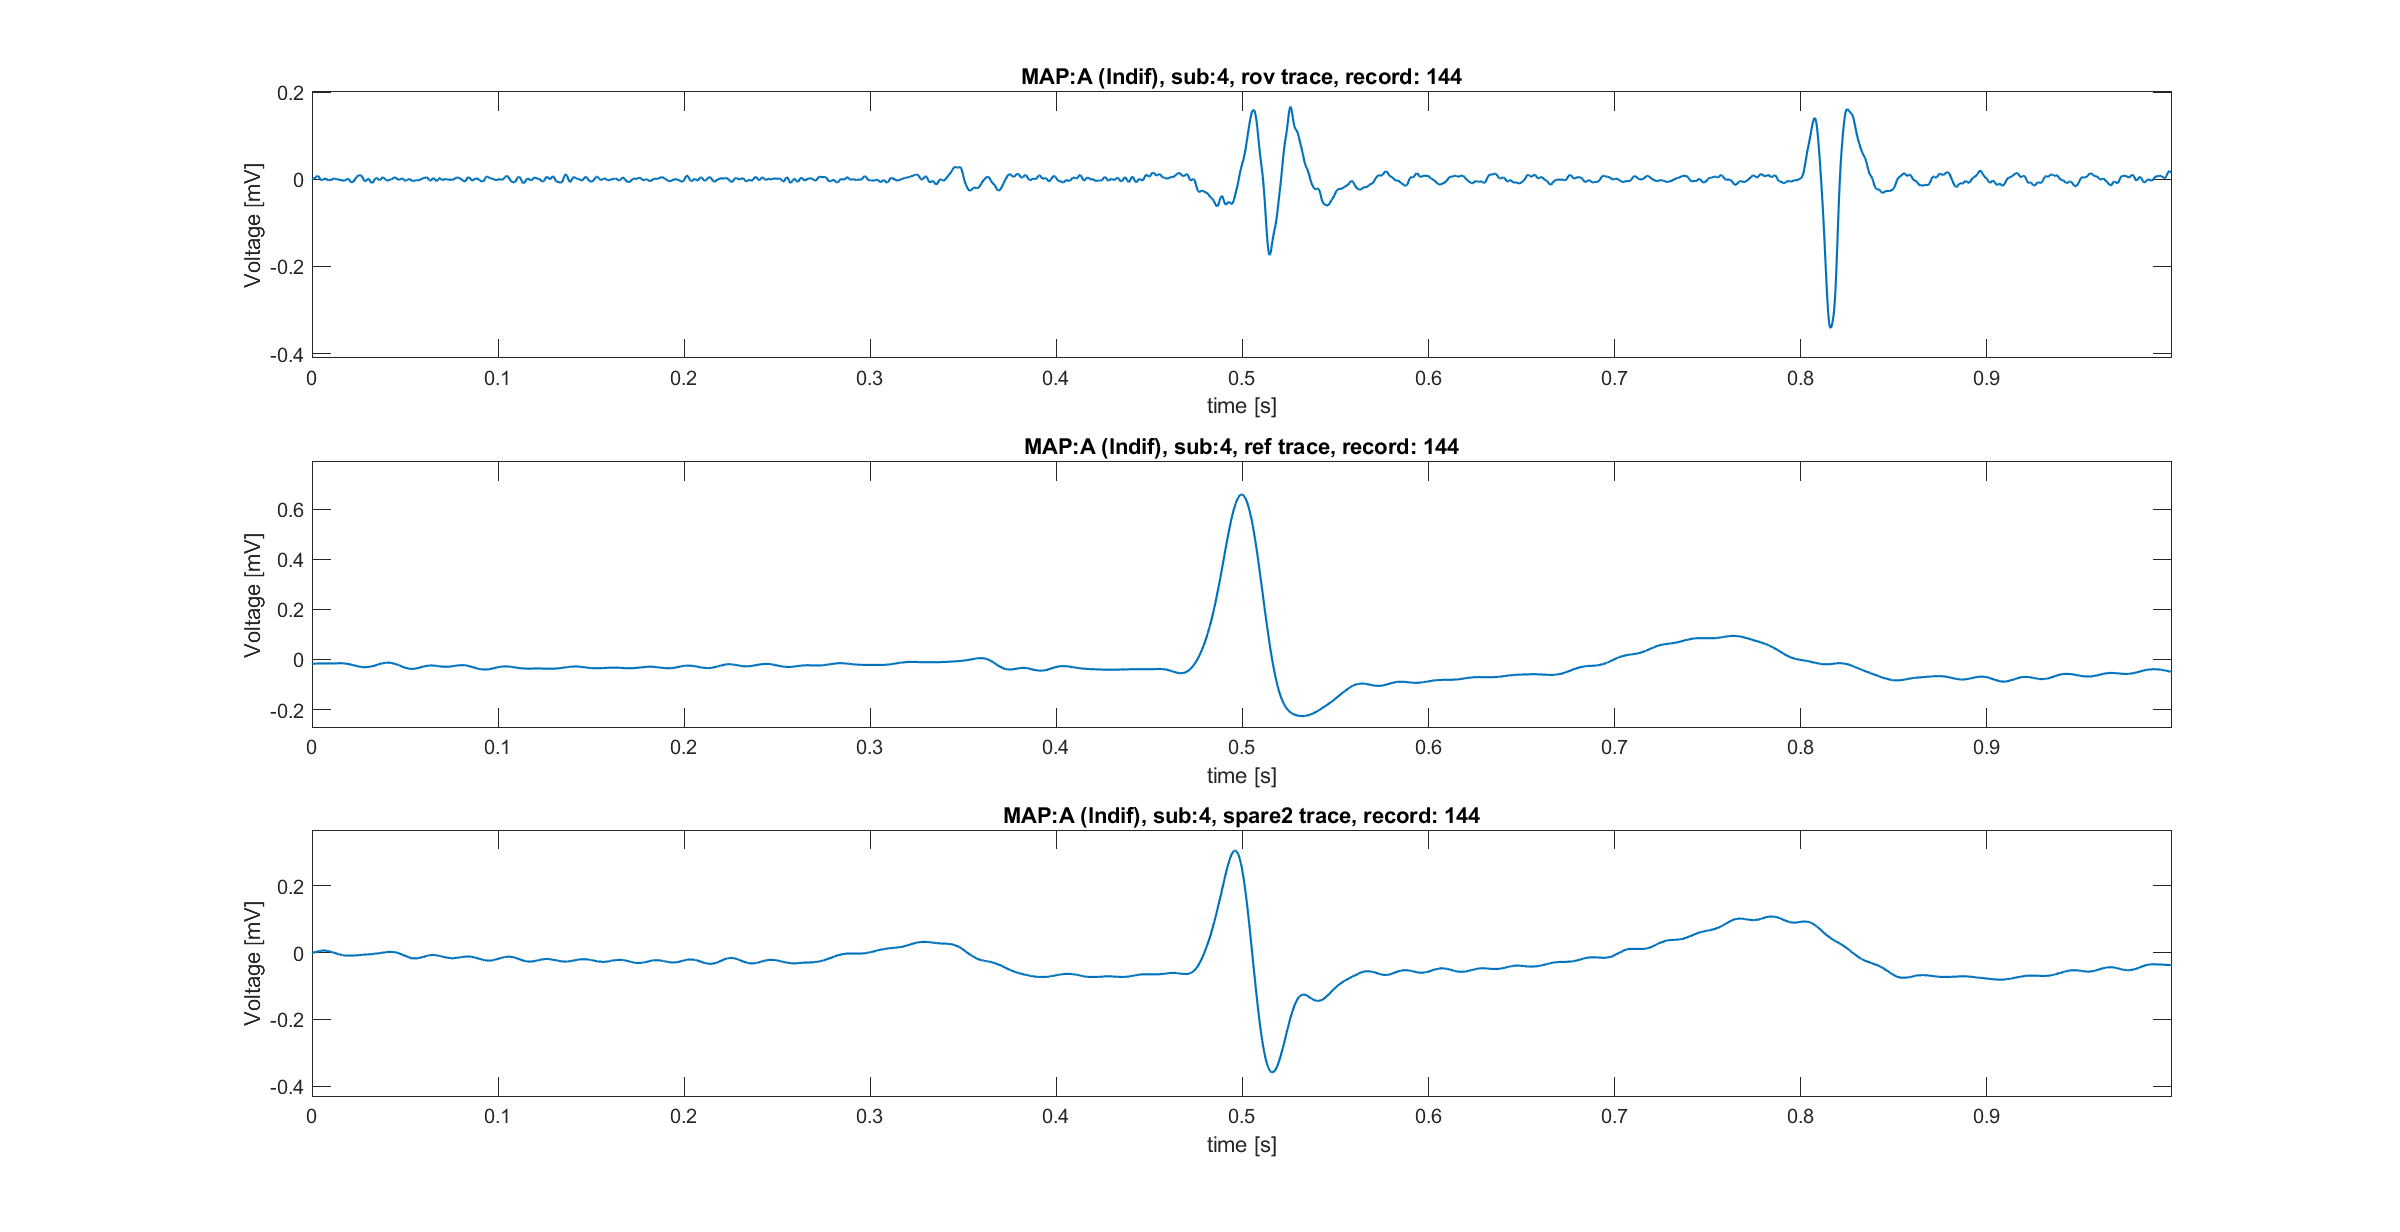 MAP:A (Indif), sub:4, rov trace, record: 144
Voltage [mV]
0.2
0
-0.2
-0.4
0 0.1 0.2 0.3 0.4 0.5 0.6 0.7 0.8 0.9
time [s]
MAP:A (Indif), sub:4, ref trace, record: 144
Voltage [mV]
0.6
0.4
0.2
0
-0.2
0 0.1 0.2 0.3 0.4 0.5 0.6 0.7 0.8 0.9
time [s]
MAP:A (Indif), sub:4, spare2 trace, record: 144
Voltage [mV]
0.2
0
-0.2
-0.4
0 0.1 0.2 0.3 0.4 0.5 0.6 0.7 0.8 0.9
time [s]